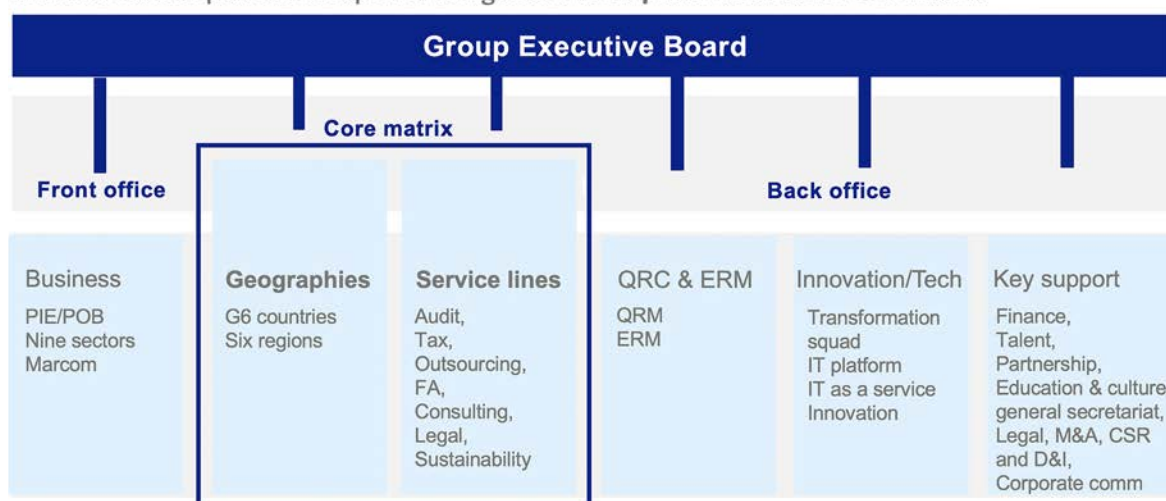 Group Executive Board
Core matrix
Front office
Back office
Business
PIE/POB
Nine sectors
Marcom
Geographies
G6 countries
Six regions
Service lines
Audit,
Tax,
Outsourcing,
FA,
Consulting,
Legal,
Sustainability
QRC & ERM
QRM
ERM
Innovation/Tech
Transformation
squad
IT platform
IT as a service
Innovation
Key support
Finance,
Talent,
Partnership,
Education & culture
general secretariat,
Legal, M&A, CSR
and D&I,
Corporate comm